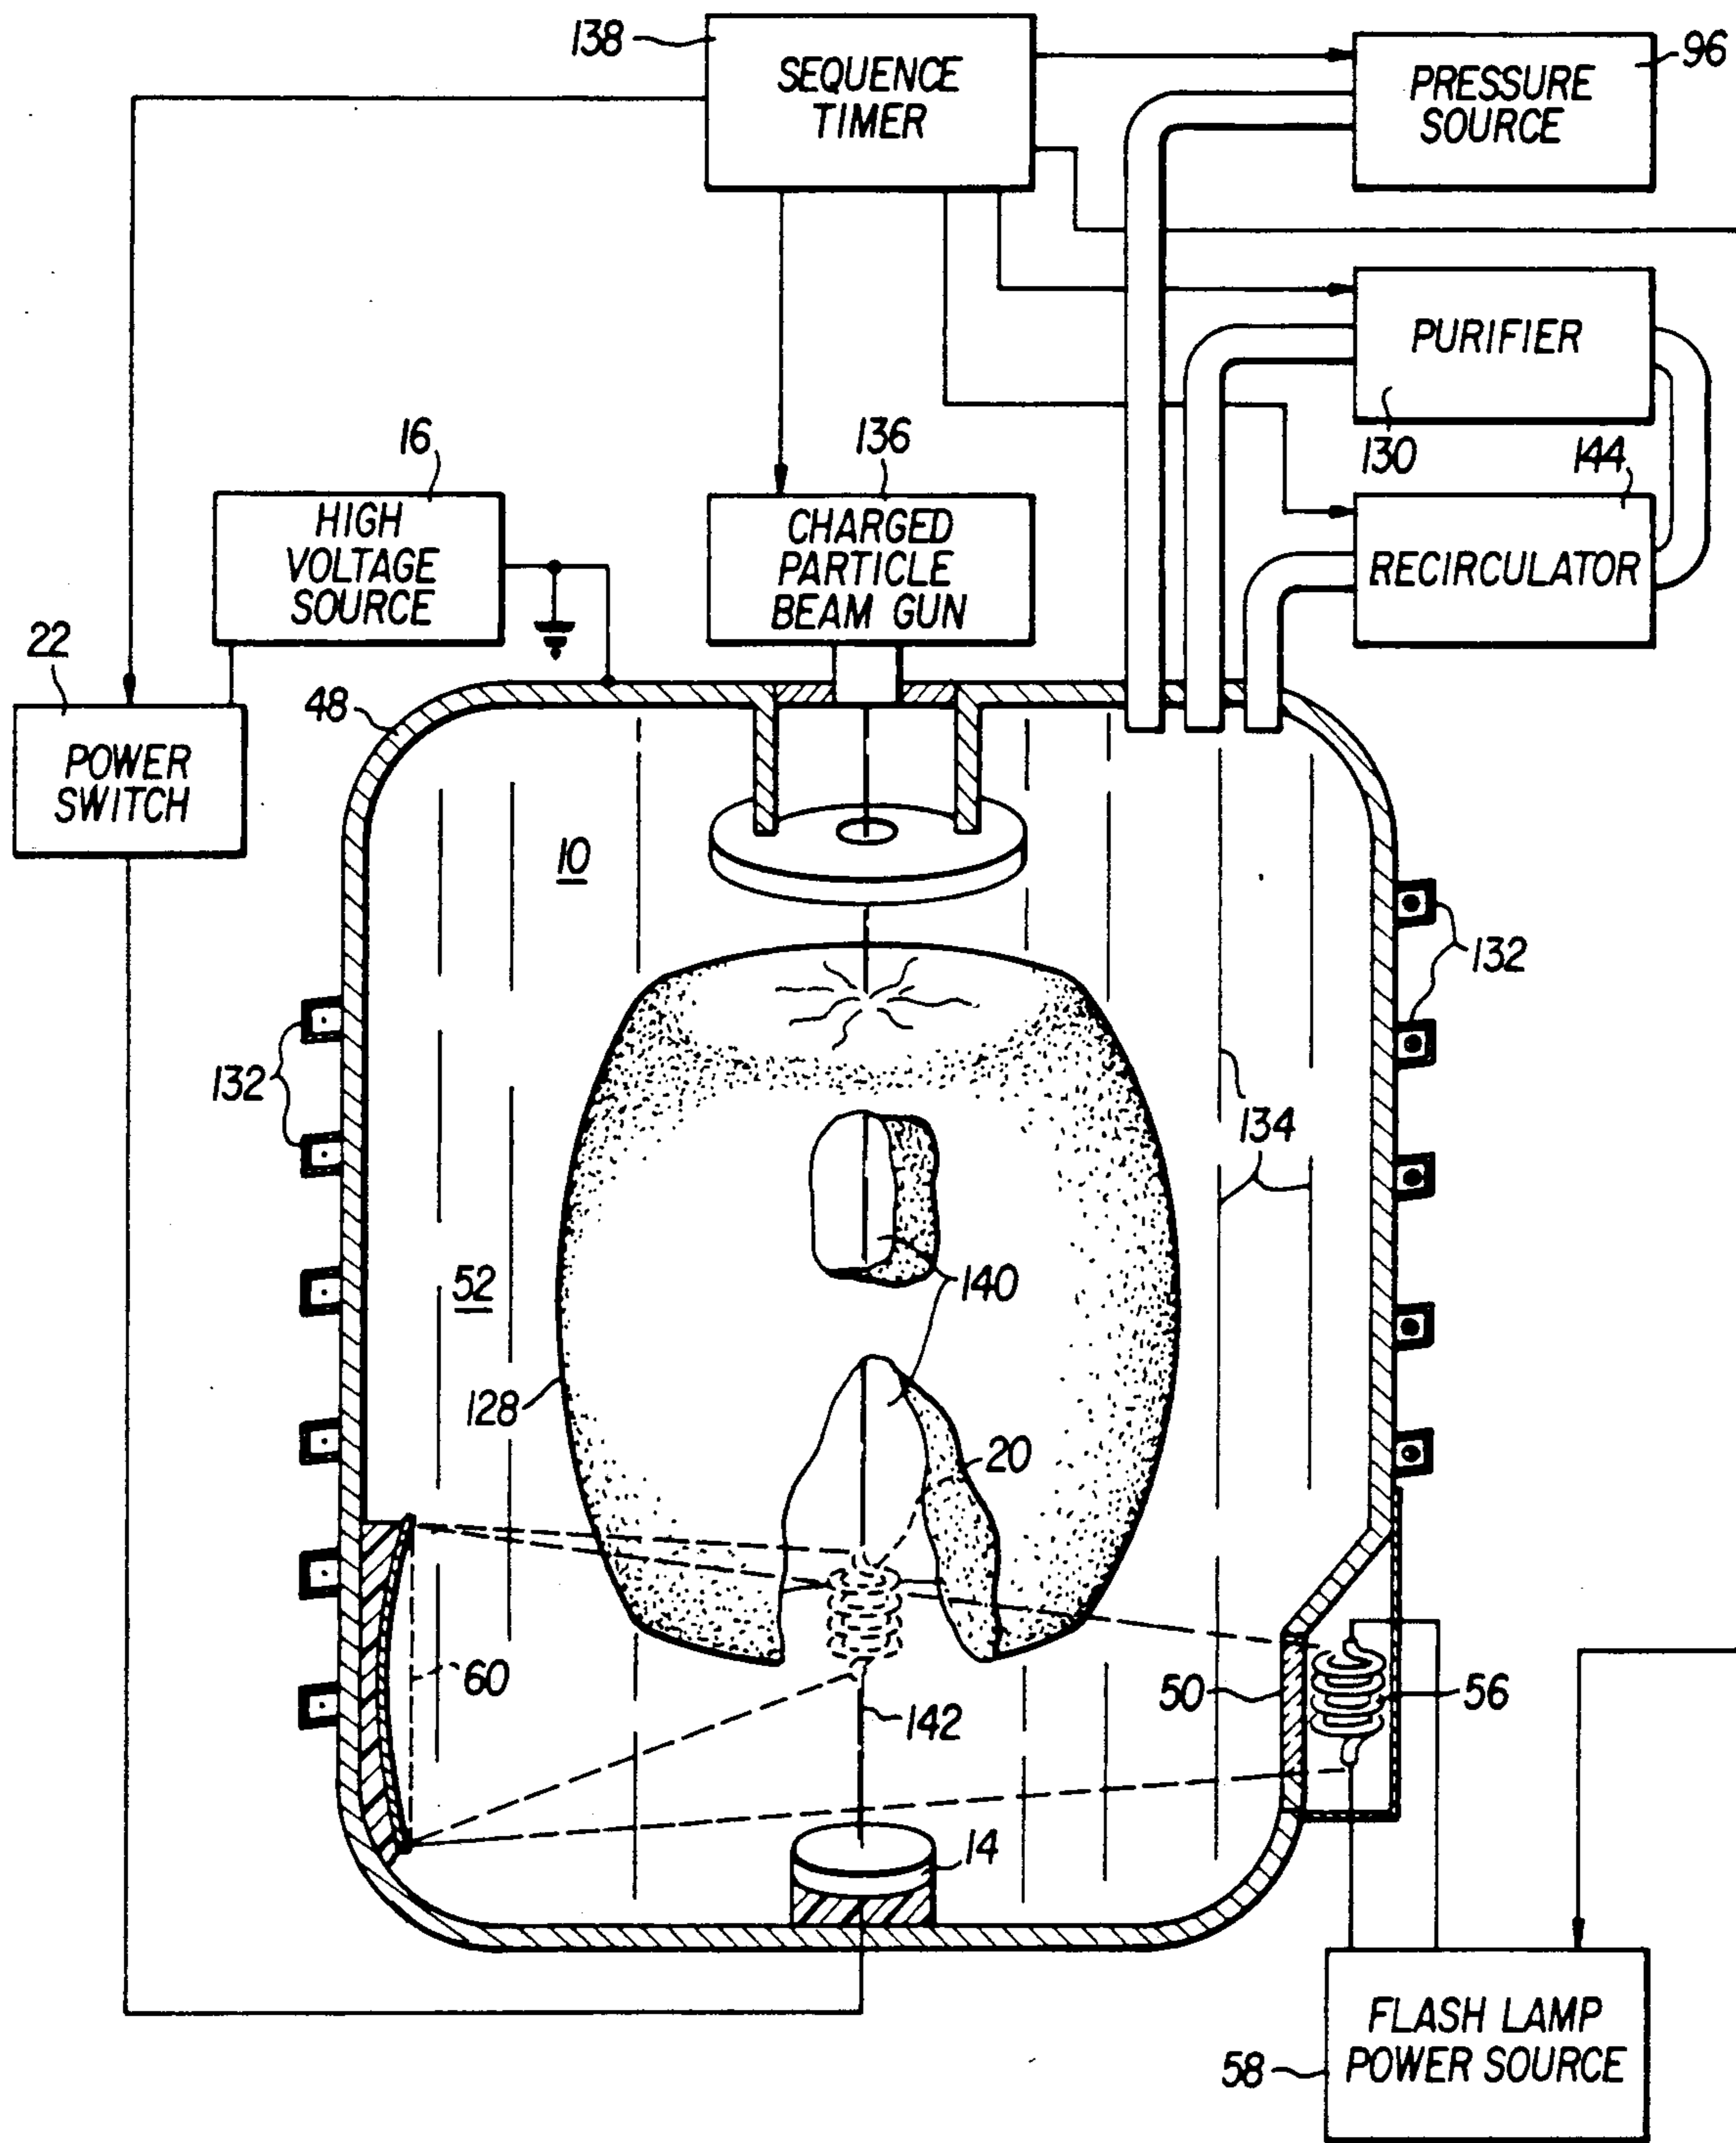 138
SEQUENCE
TIMER
96
PRESSURE
SOURCE
PURIFIER
130
16
136
144
HIGH
VOLTAGE
SOURCE
CHARGED
PARTICLE
BEAM GUN
RECIRCULATOR
22
48
POWER
SWITCH
10
132
132
134
52
140
128
20
60
50
56
142
14
FLASH LAMP
POWER SOURCE
58